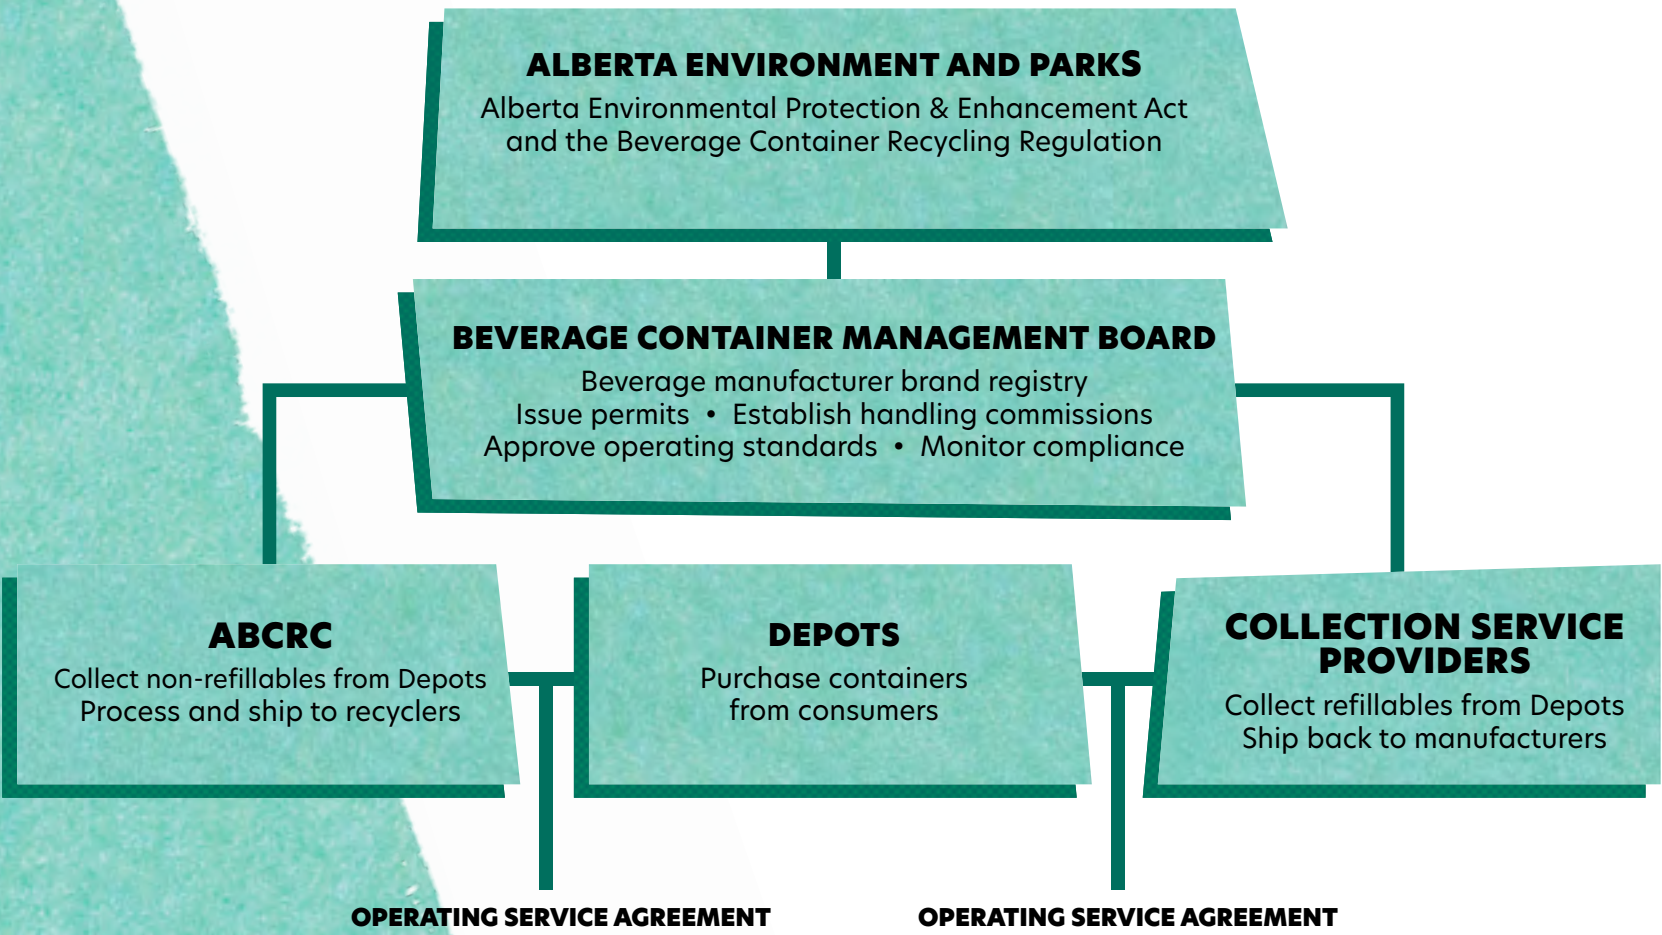 ALBERTA ENVIRONMENT AND PARKS
Alberta Environmental Protection & Enhancement Act
and the Beverage Container Recycling Regulation
BEVERAGE CONTAINER MANAGEMENT BOARD
Beverage manufacturer brand registry
Issue permits • Establish handling commissions
Approve operating standards • Monitor compliance
ABCRC
Collect non-refillables from Depots
Process and ship to recyclers
DEPOTS
Purchase containers
from consumers
COLLECTION SERVICE
PROVIDERS
Collect refillables from Depots
Ship back to manufacturers
OPERATING SERVICE AGREEMENT
OPERATING SERVICE AGREEMENT